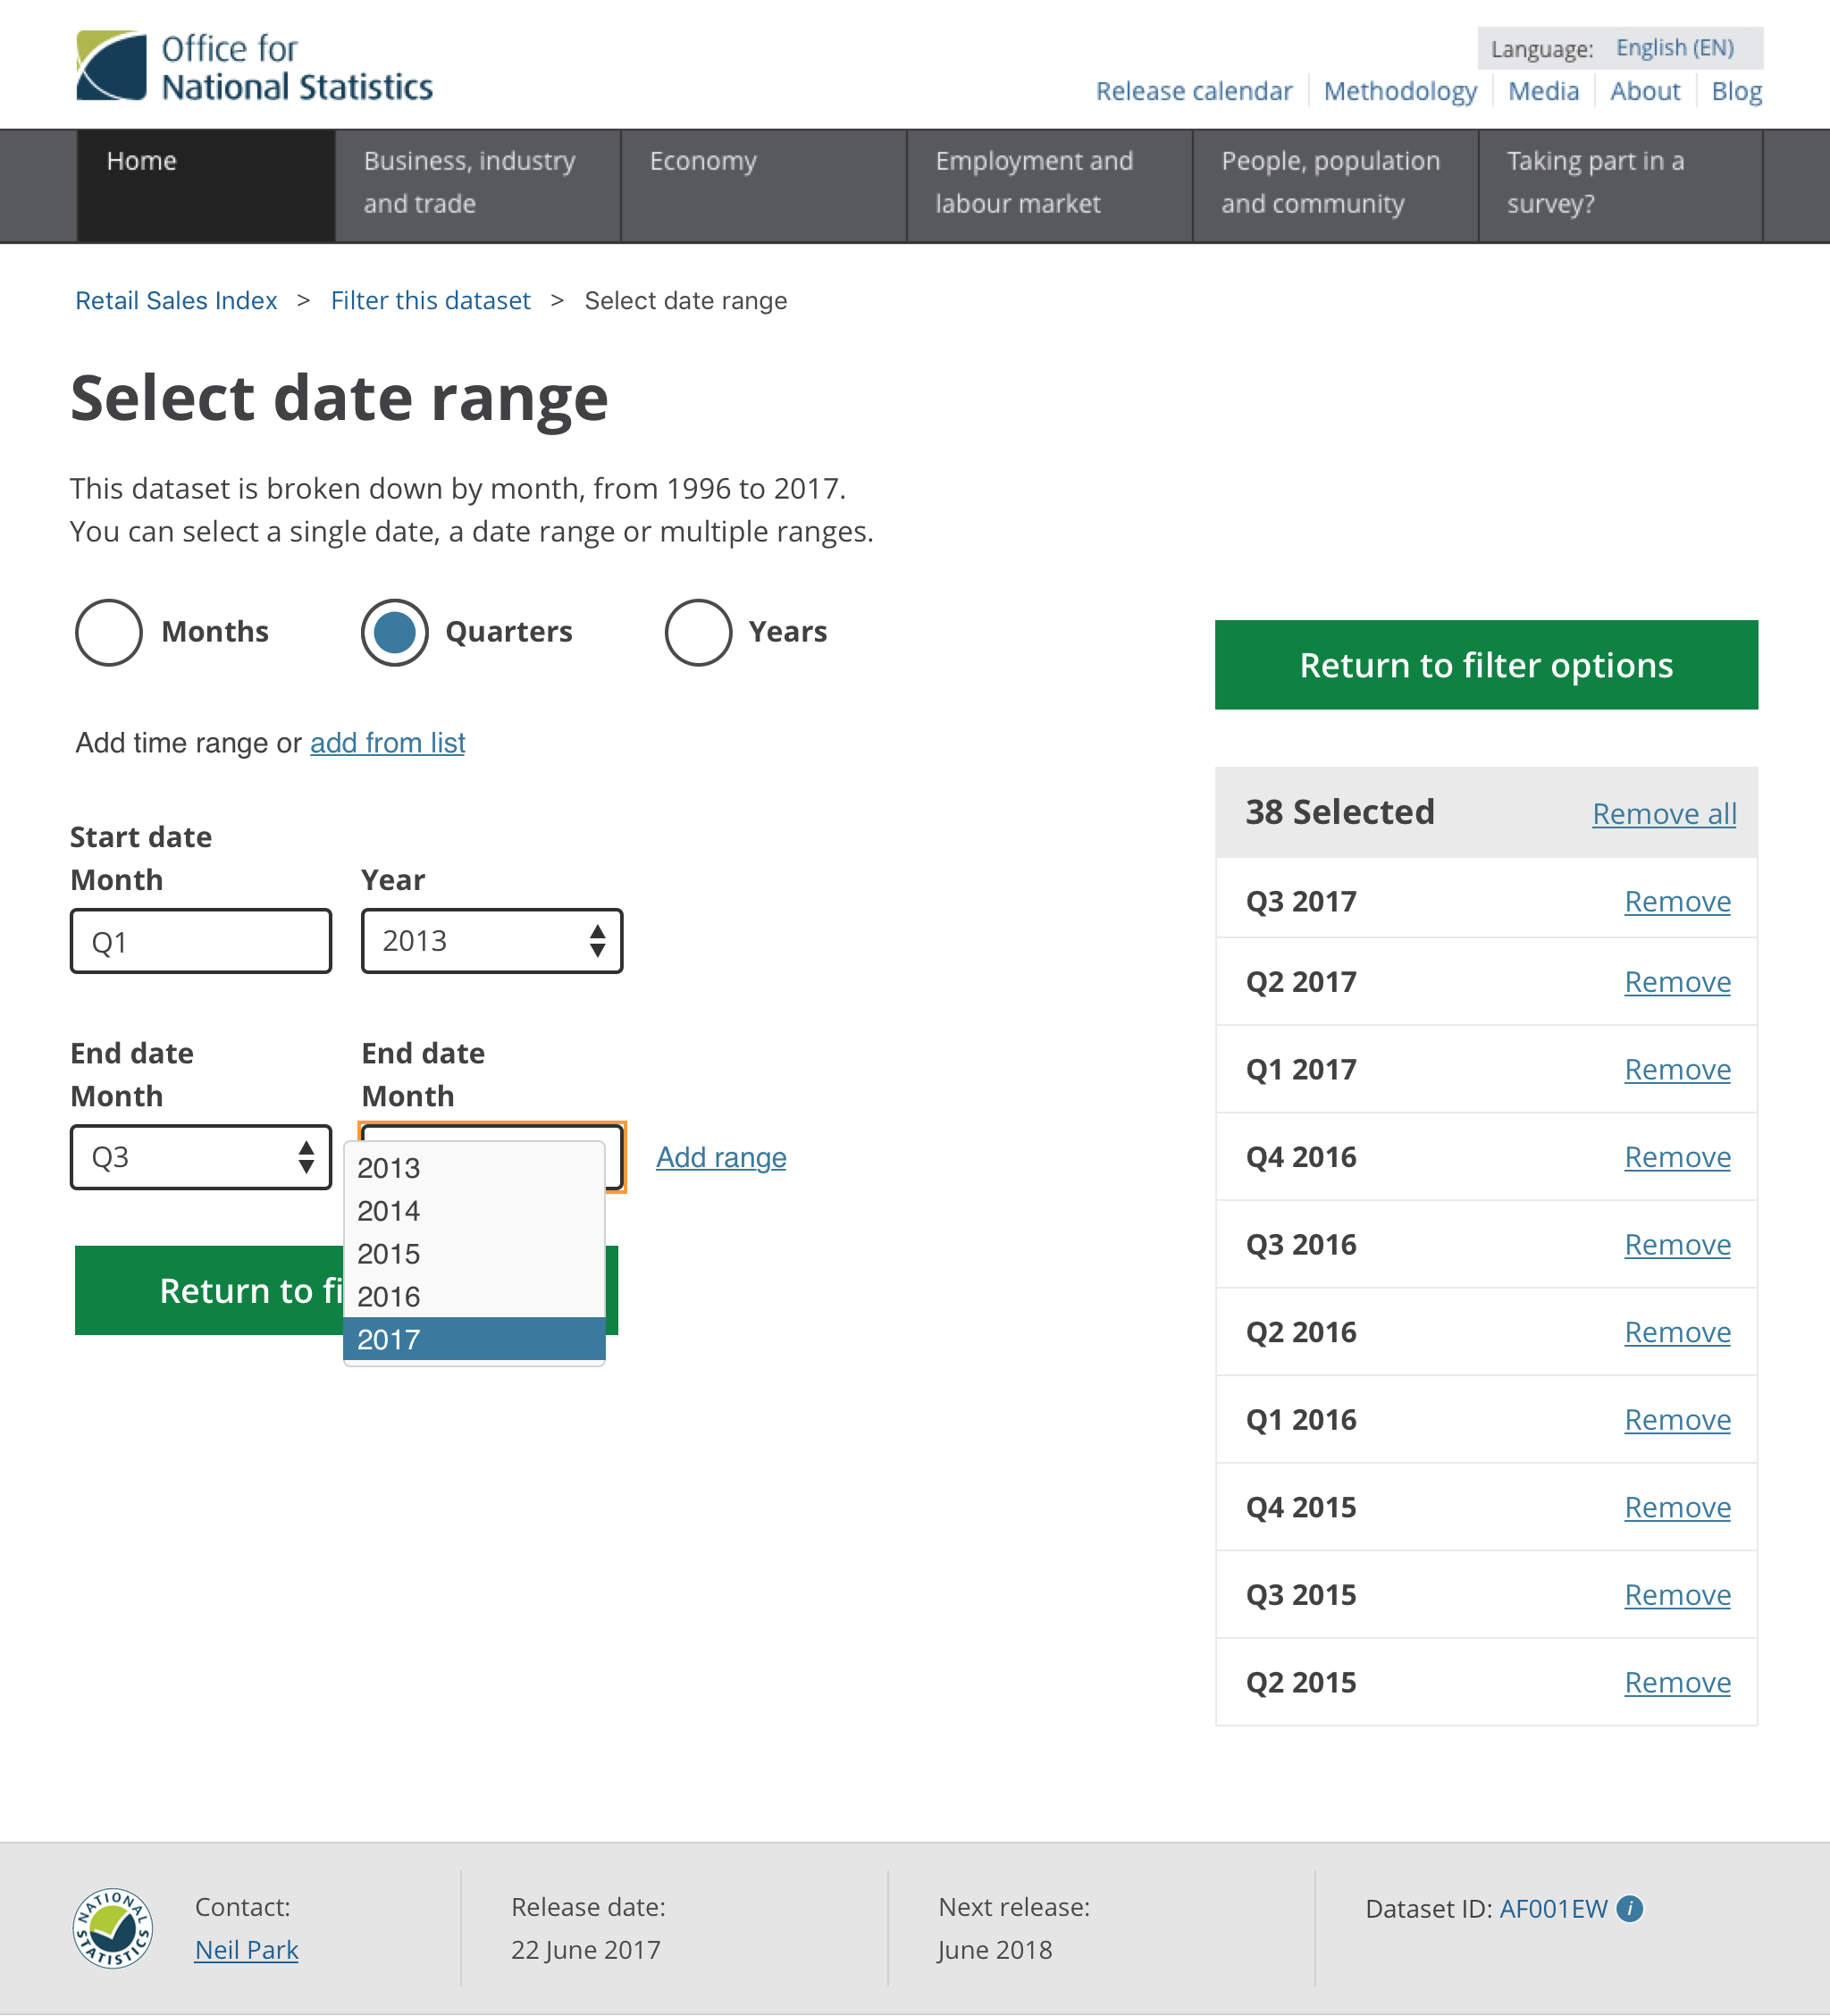 Office for
National Statistics
Language: English (EN)
Release calendar Methodology Media About Blog
Home
Business, industry
and trade
Economy
Employment and
labour market
People, population
and community
Taking part in a
survey?
Retail Sales Index > Filter this dataset > Select date range
Select date range
This dataset is broken down by month, from 1996 to 2017.
You can select a single date, a date range or multiple ranges.
Months Quarters Years
Add time range or add from list
Start date
Month Year
Q1 2013
End date End date
Month Month
Q3
2013
2014
2015
2016
2017
Add range
Return to fi
Return to filter options
38 Selected Remove all
Q3 2017 Remove
Q2 2017 Remove
Q1 2017 Remove
Q4 2016 Remove
Q3 2016 Remove
Q2 2016 Remove
Q1 2016 Remove
Q4 2015 Remove
Q3 2015 Remove
Q2 2015 Remove
NATIONAL STATISTICS
Contact:
Neil Park
Release date:
22 June 2017
Next release:
June 2018
Dataset ID: AF001EW i